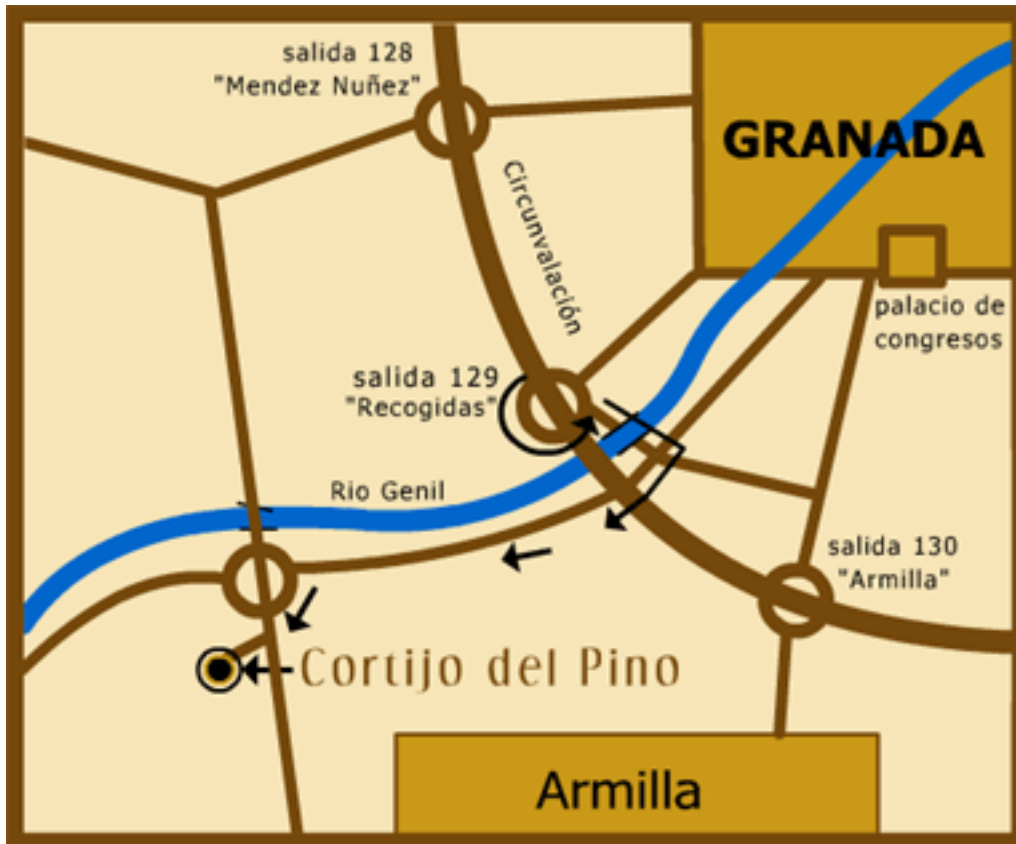 salida 128
"Mendez Nuñez"
GRANADA
Circunvalación
palacio de
congresos
salida 129
"Recogidas"
Rio Genil
salida 130
"Armilla"
Cortijo del Pino
Armilla